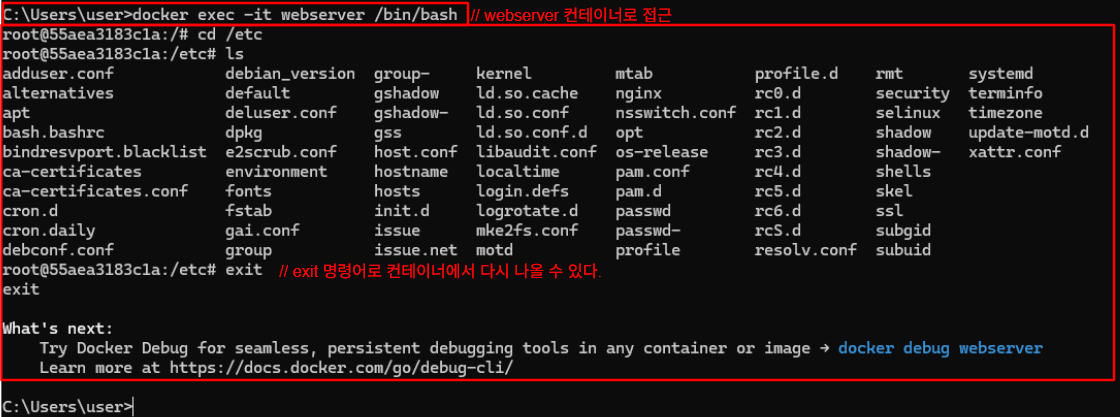 C:\Users\user>docker exec -it webserver /bin/bash // webserver 컨테이너로 접근
root@55aea3183c1a:/# cd /etc
root@55aea3183c1a:/etc# ls
adduser.conf debian_version group- kernel mtab profile.d rmt systemd
alternatives default gshadow ld.so.cache nginx rc0.d security terminfo
apt deluser.conf gshadow- ld.so.conf nsswitch.conf rc1.d selinux timezone
bash.bashrc dpkg gss ld.so.conf.d opt rc2.d shadow update-motd.d
bindresvport.blacklist e2scrub.conf host.conf libaudit.conf os-release rc3.d shadow- xattr.conf
ca-certificates environment hostname localtime pam.conf rc4.d shells
ca-certificates.conf fonts hosts login.defs pam.d rc5.d skel
cron.d fstab init.d logrotate.d passwd rc6.d ssl
cron.daily gai.conf issue mke2fs.conf passwd- rcS.d subgid
debconf.conf group issue.net motd profile resolv.conf subuid
root@55aea3183c1a:/etc# exit // exit 명령어로 컨테이너에서 다시 나올 수 있다.
exit
What's next:
Try Docker Debug for seamless, persistent debugging tools in any container or image → docker debug webserver
Learn more at https://docs.docker.com/go/debug-cli/
C:\Users\user>